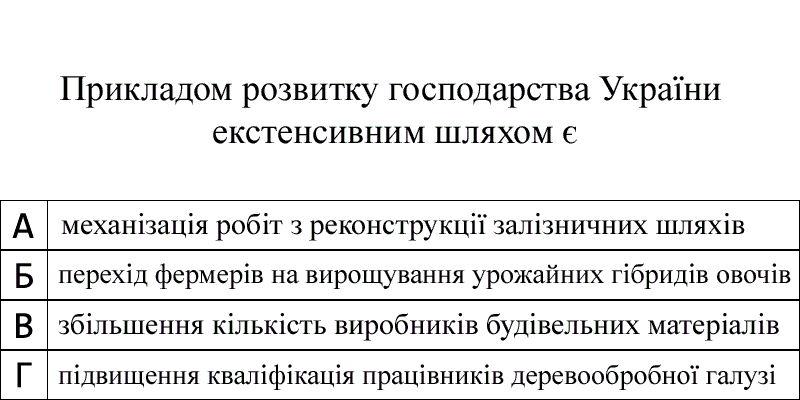 Прикладом розвитку господарства України
екстенсивним шляхом є
А механізація робіт з реконструкції залізничних шляхів
Б перехід фермерів на вирощування урожайних гібридів овочів
В збільшення кількість виробників будівельних матеріалів
Г підвищення кваліфікація працівників деревообробної галузі